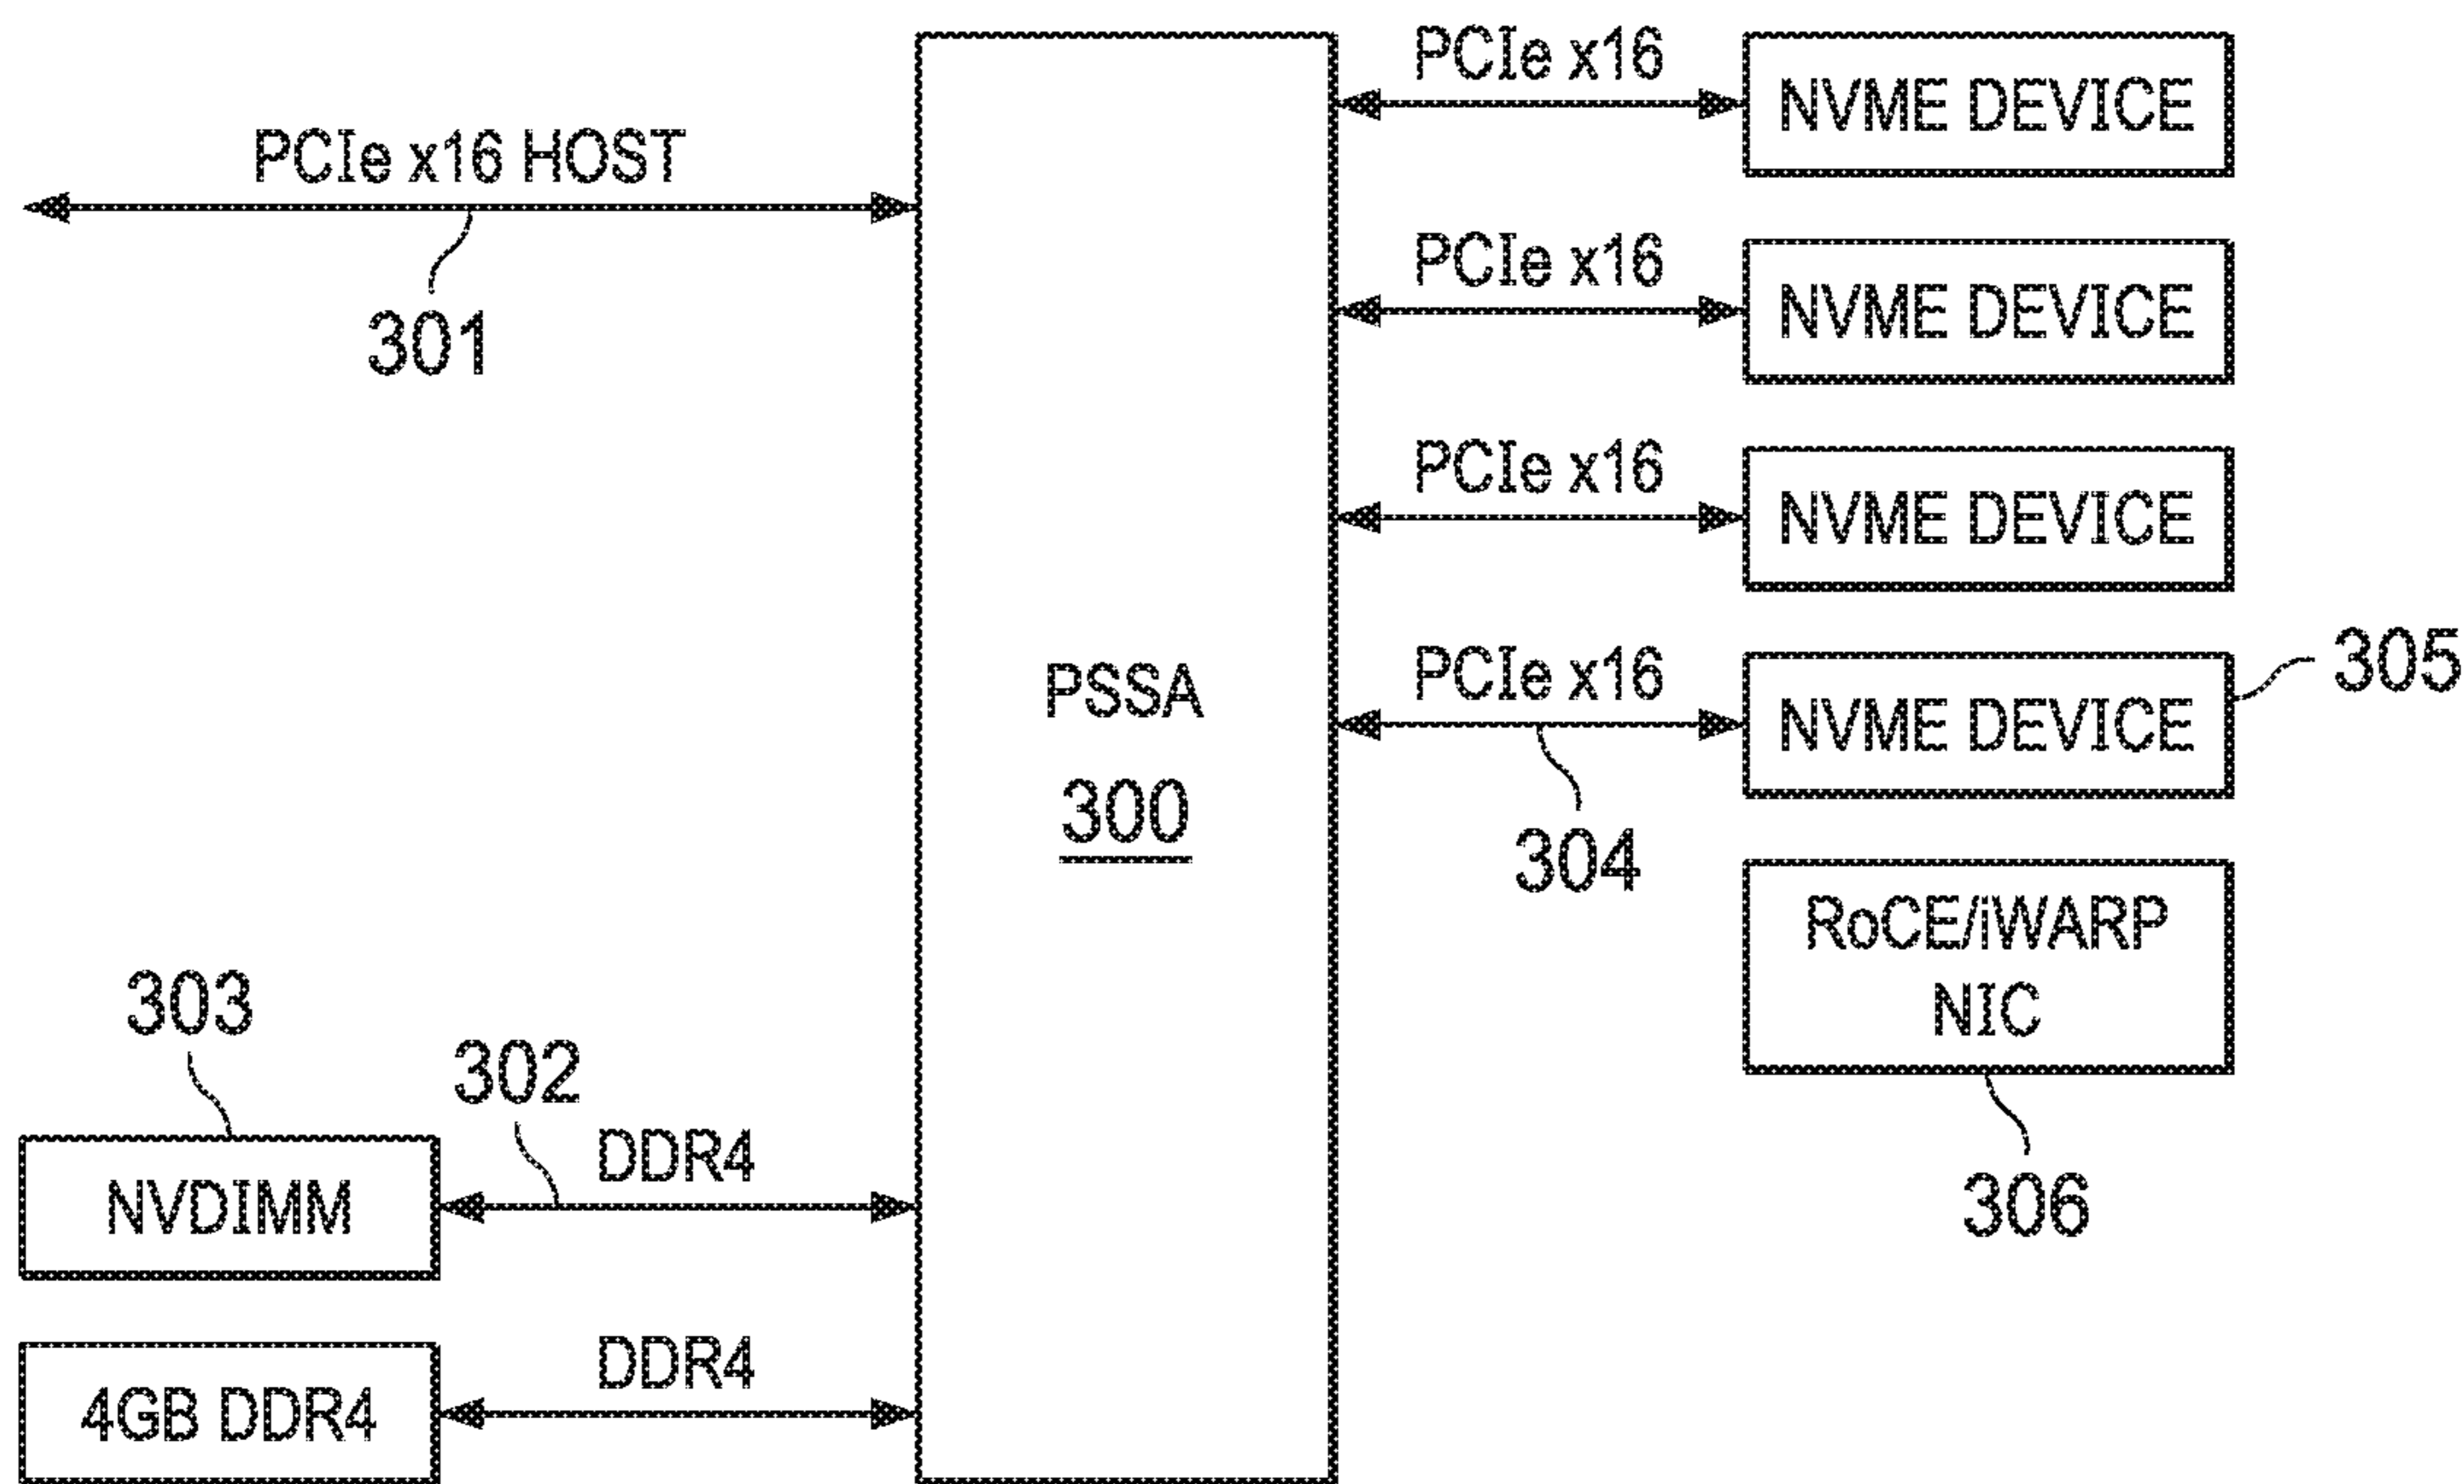 PCIe x16 HOST
301
303
302
NVDIMM
DDR4
4GB DDR4
DDR4
PSSA
300
PCIe x16
NVME DEVICE
PCIe x16
NVME DEVICE
PCIe x16
NVME DEVICE
PCIe x16
NVME DEVICE
305
304
RoCE/iWARP
NIC
306